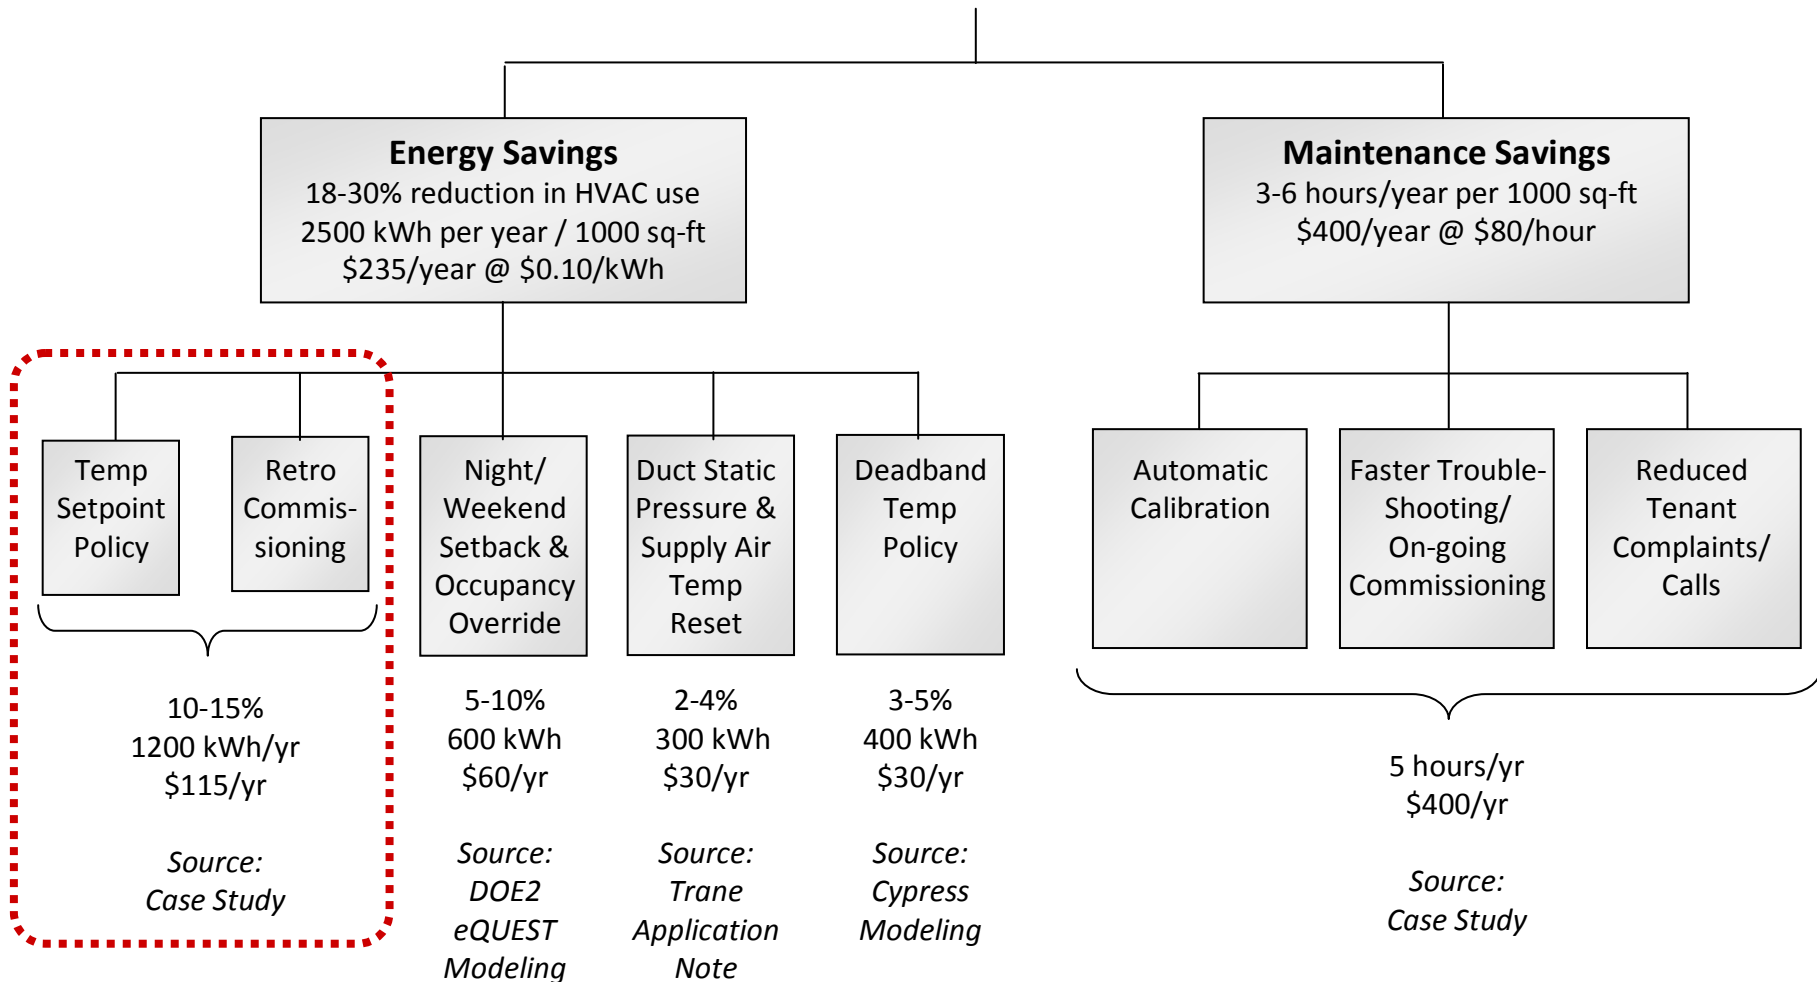 Energy Savings
18-30% reduction in HVAC use
2500 kWh per year / 1000 sq-ft
$235/year @ $0.10/kWh
Maintenance Savings
3-6 hours/year per 1000 sq-ft
$400/year @ $80/hour
Temp
Setpoint
Policy
Retro
Commis-
sioning
Night/
Weekend
Setback &
Occupancy
Override
Duct Static
Pressure &
Supply Air
Temp
Reset
Deadband
Temp
Policy
Automatic
Calibration
Faster Trouble-
Shooting/
On-going
Commissioning
Reduced
Tenant
Complaints/
Calls
10-15%
1200 kWh/yr
$115/yr
Source:
Case Study
5-10%
600 kWh
$60/yr
Source:
DOE2
eQUEST
Modeling
2-4%
300 kWh
$30/yr
Source:
Trane
Application
Note
3-5%
400 kWh
$30/yr
Source:
Cypress
Modeling
5 hours/yr
$400/yr
Source:
Case Study